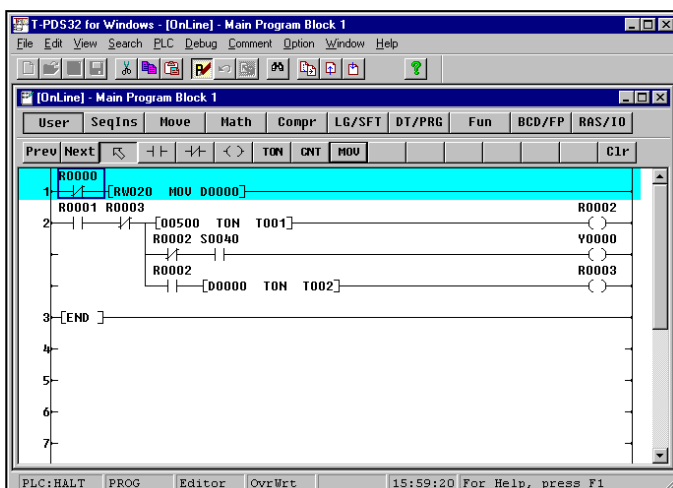 T-PDS32 for Windows - [OnLine] - Main Program Block 1
File Edit View Search PLC Debug Comment Option Window Help
[OnLine] - Main Program Block 1
User SeqIns Move Math Compr LG/SFT DT/PRG Fun BCD/FP RAS/IO
Prev Next TON CNT MOV Clr
R0000
1 [RW020 MOV D0000]
R0001 R0003 R0002
2 [00500 TON T001]
R0002 S0040 Y0000
R0002 R0003
[D0000 TON T002]
3 [END ]
4
5
6
7
PLC:HALT PROG Editor OvrWrt 15:59:20 For Help, press F1